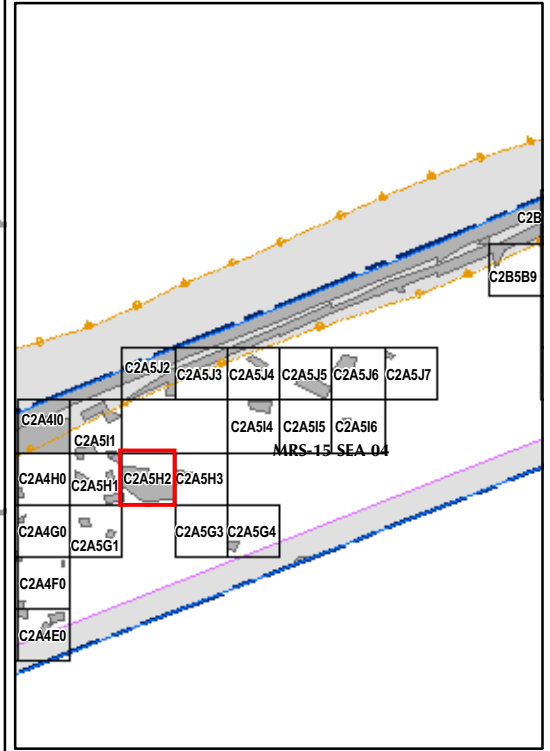 C2B
C2B5B9
C2A5J2
C2A5J3
C2A5J4
C2A5J5
C2A5J6
C2A5J7
C2A4I0
C2A5I1
C2A5I4
C2A5I5
C2A5I6
MRS-15 SEA 04
C2A4H0
C2A5H1
C2A5H2
C2A5H3
C2A4G0
C2A5G1
C2A5G3
C2A5G4
C2A4F0
C2A4E0